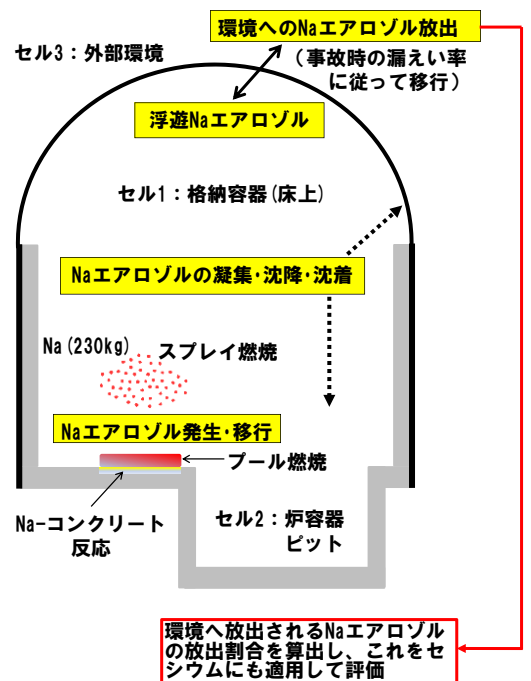 環境へのNaエアロゾル放出
セル3：外部環境
（事故時の漏えい率
に従って移行）
浮遊Naエアロゾル
セル1：格納容器(床上)
Naエアロゾルの凝集･沈降･沈着
Na(230kg)
スプレイ燃焼
Naエアロゾル発生･移行
プール燃焼
Na-コンクリート
反応
セル2：炉容器
ピット
環境へ放出されるNaエアロゾル
の放出割合を算出し、これをセ
シウムにも適用して評価